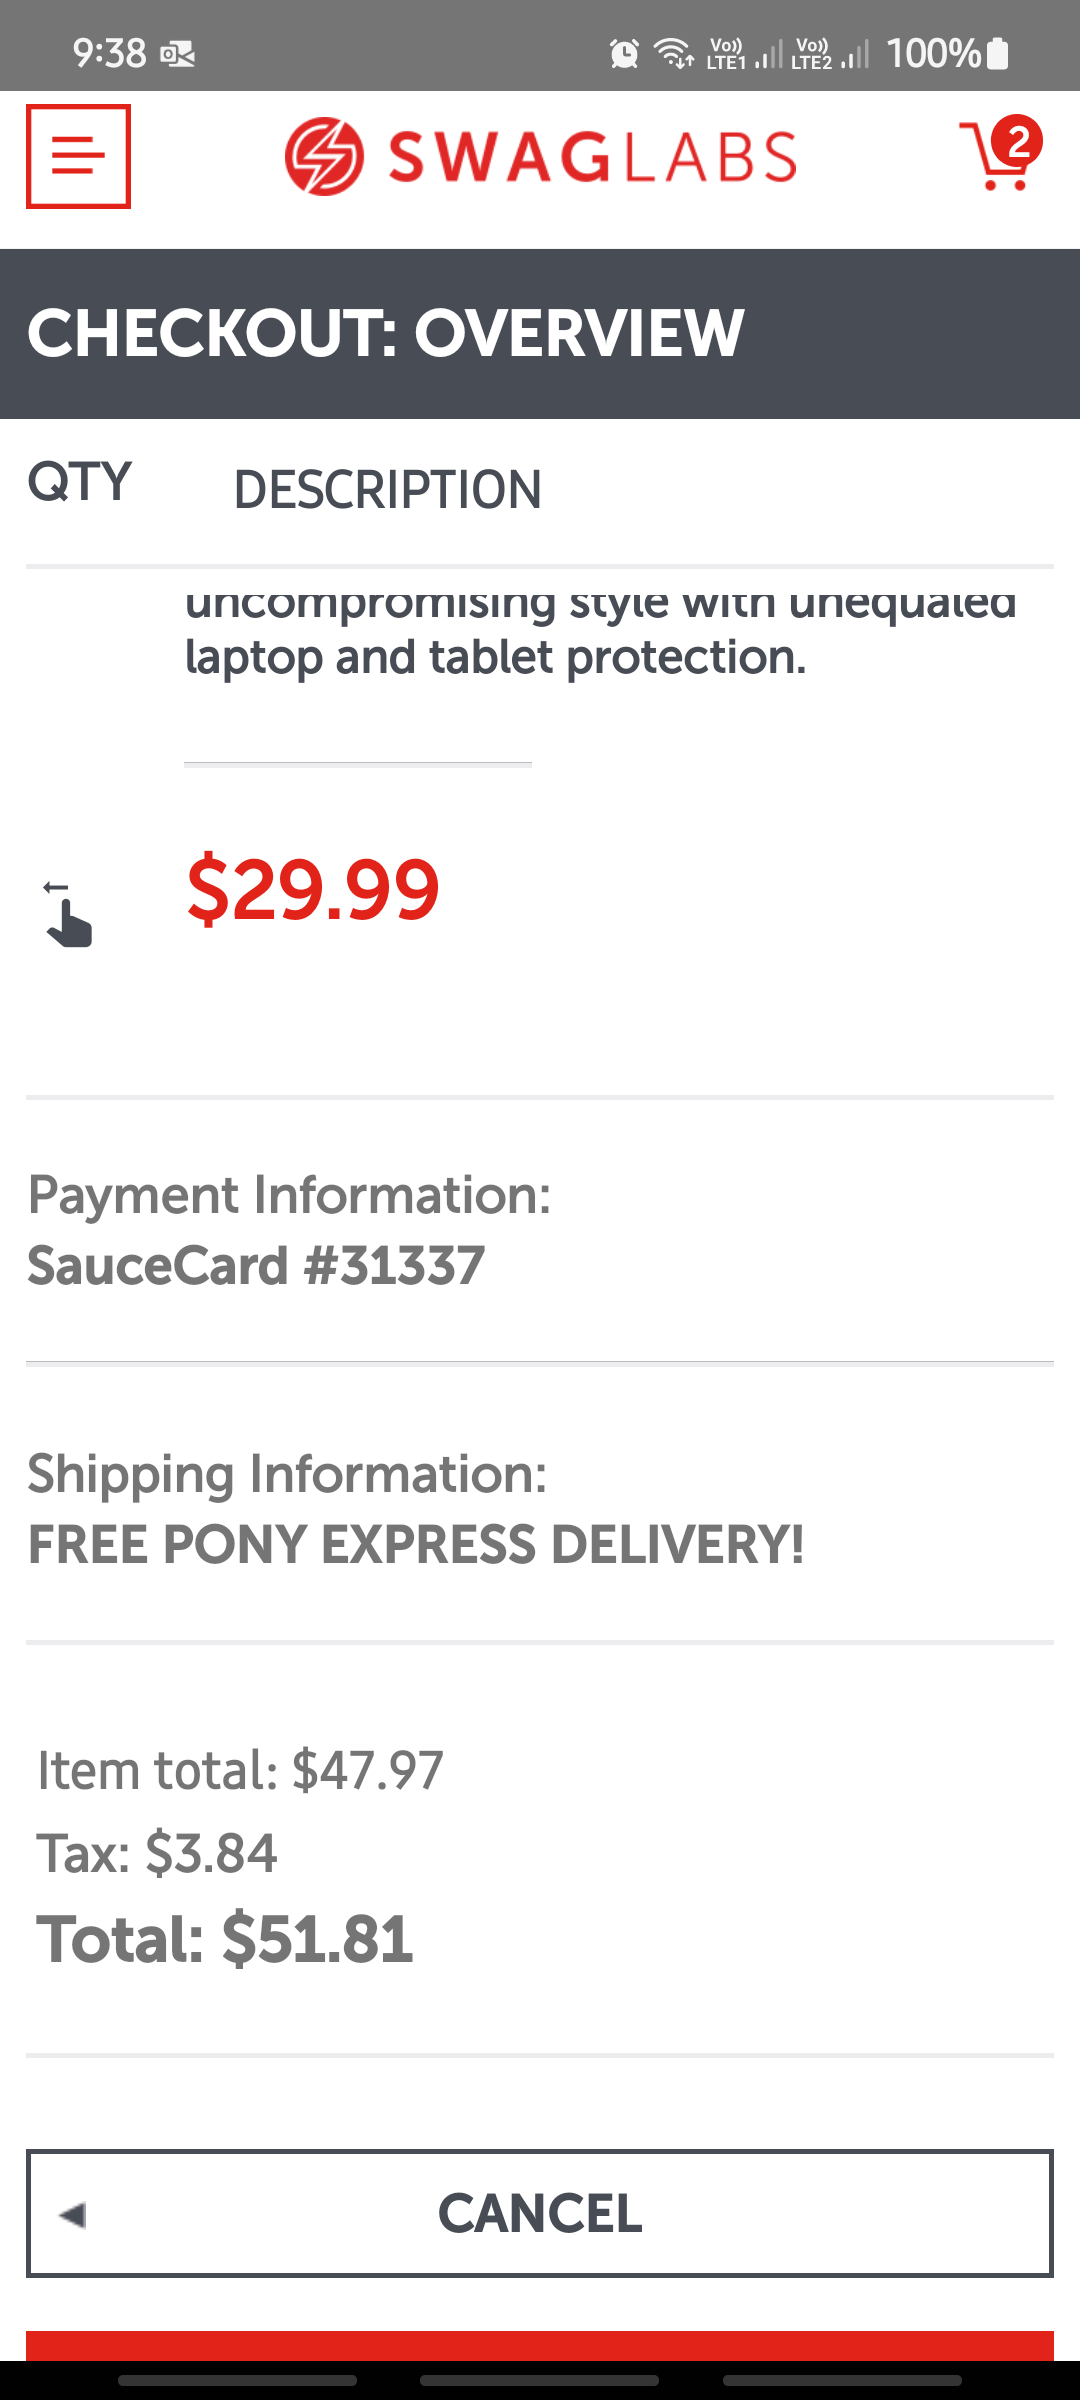 9:38
Vo)) LTE1 Vo)) LTE2 100%
SWAGLABS
2
CHECKOUT: OVERVIEW
QTY DESCRIPTION
uncompromising style with unequaled
laptop and tablet protection.
$29.99
Payment Information:
SauceCard #31337
Shipping Information:
FREE PONY EXPRESS DELIVERY!
Item total: $47.97
Tax: $3.84
Total: $51.81
CANCEL